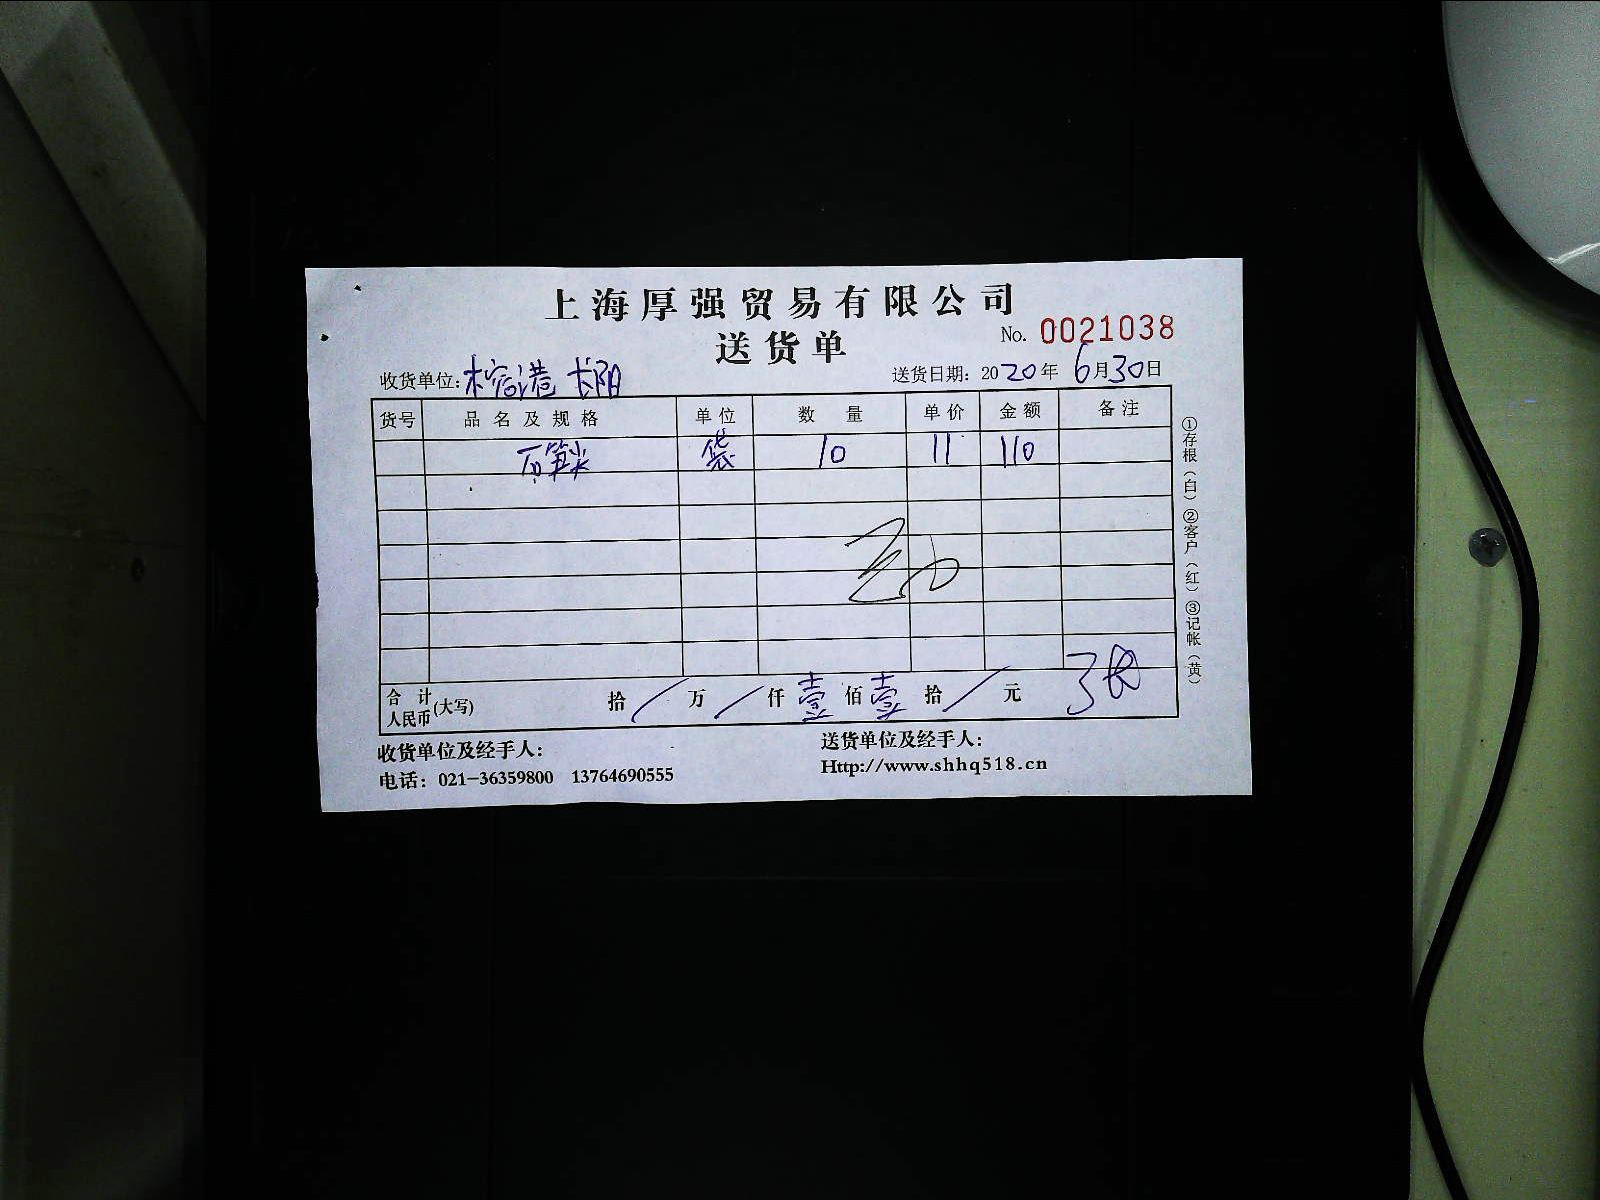 上海厚强贸易有限公司
送货单
No. 0021038
收货单位: 长阳
送货日期: 2020年 6月30日
货号 品名及规格 单位 数量 单价 金额 备注
笋尖 袋 10 11 110
合计人民币(大写) 拾 / 万 / 仟 壹 佰 壹 拾 / 元
①存根(白) ②客户(红) ③记帐(黄)
收货单位及经手人:
送货单位及经手人:
电话: 021-36359800 13764690555
Http://www.shhq518.cn